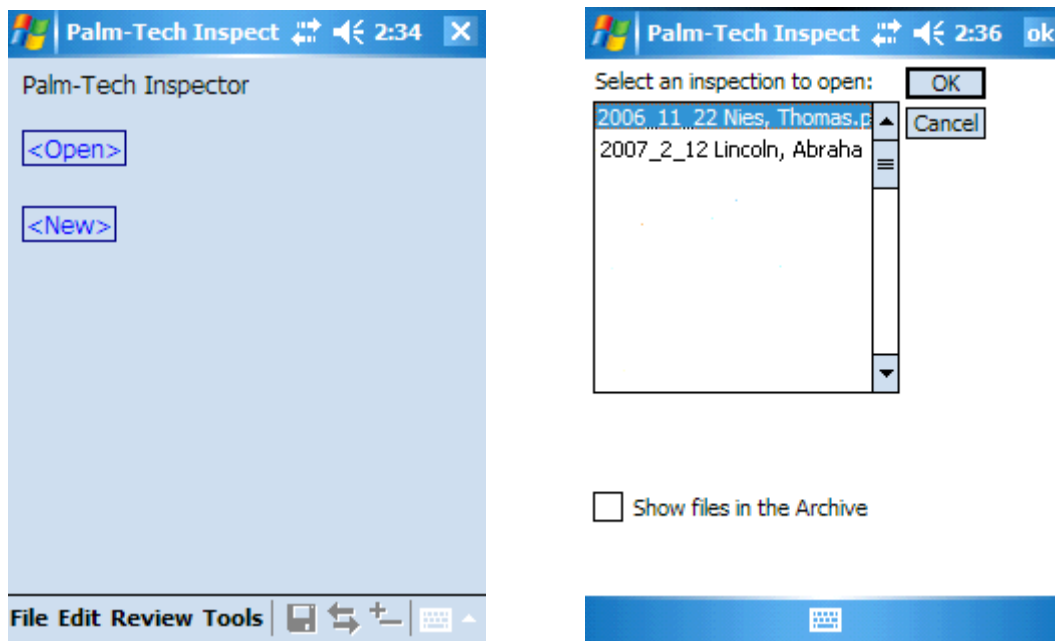 Palm-Tech Inspect 2:34
Palm-Tech Inspector
<Open>
<New>
File Edit Review Tools
Palm-Tech Inspect 2:36 ok
Select an inspection to open:
OK
2006_11_22 Nies, Thomas.p
Cancel
2007_2_12 Lincoln, Abraha
Show files in the Archive